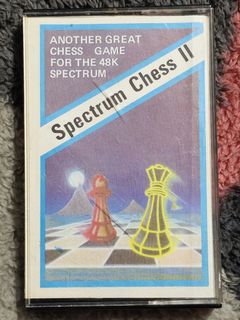 ANOTHER GREAT
CHESS GAME
FOR THE 48K
SPECTRUM
Spectrum Chess II